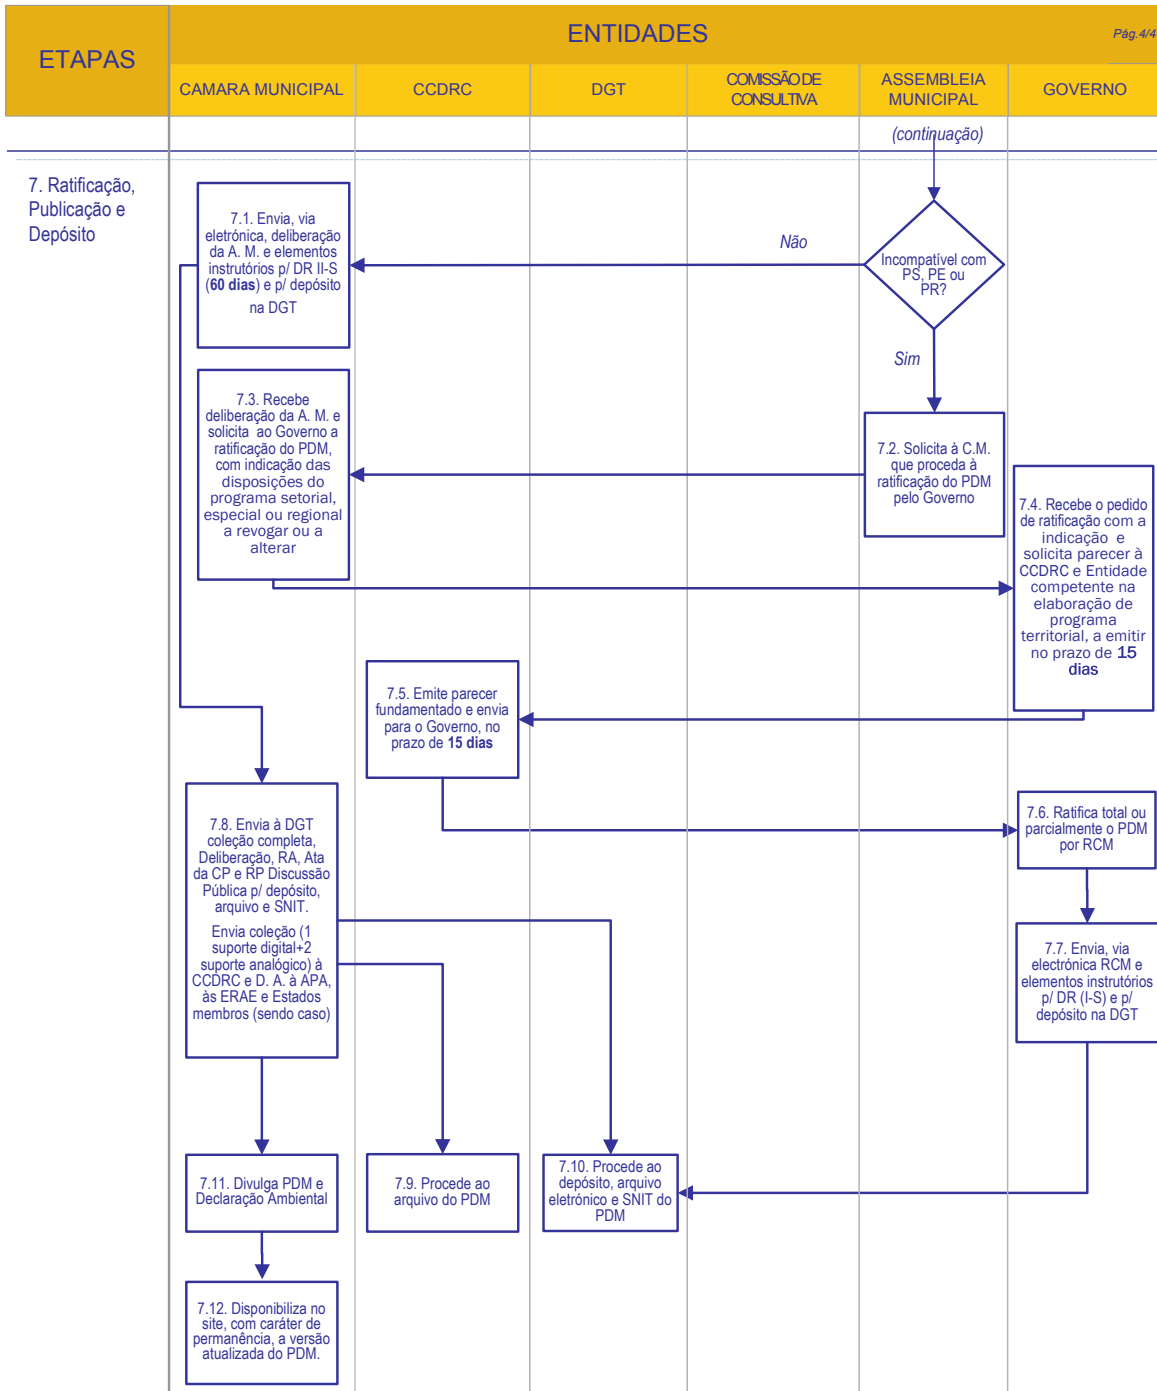 ETAPAS
ENTIDADES
Pág.4/4
CAMARA MUNICIPAL
CCDRC
DGT
COMISSÃO DE
CONSULTIVA
ASSEMBLEIA
MUNICIPAL
GOVERNO
(continuação)
7. Ratificação,
Publicação e
Depósito
7.1. Envia, via
eletrónica, deliberação
da A. M. e elementos
instrutórios p/ DR II-S
(60 dias) e p/ depósito
na DGT
Não
Incompatível com
PS, PE ou
PR?
Sim
7.3. Recebe
deliberação da A. M. e
solicita ao Governo a
ratificação do PDM,
com indicação das
disposições do
programa setorial,
especial ou regional
a revogar ou a
alterar
7.2. Solicita à C.M.
que proceda à
ratificação do PDM
pelo Governo
7.4. Recebe o pedido
de ratificação com a
indicação e
solicita parecer à
CCDRC e Entidade
competente na
elaboração de
programa
territorial, a emitir
no prazo de 15
dias
7.5. Emite parecer
fundamentado e envia
para o Governo, no
prazo de 15 dias
7.8. Envia à DGT
coleção completa,
Deliberação, RA, Ata
da CP e RP Discussão
Pública p/ depósito,
arquivo e SNIT.
Envia coleção (1
suporte digital+2
suporte analógico) à
CCDRC e D. A. à APA,
às ERAE e Estados
membros (sendo caso)
7.6. Ratifica total ou
parcialmente o PDM
por RCM
7.7. Envia, via
electrónica RCM e
elementos instrutórios
p/ DR (I-S) e p/
depósito na DGT
7.11. Divulga PDM e
Declaração Ambiental
7.9. Procede ao
arquivo do PDM
7.10. Procede ao
depósito, arquivo
eletrónico e SNIT do
PDM
7.12. Disponibiliza no
site, com caráter de
permanência, a versão
atualizada do PDM.